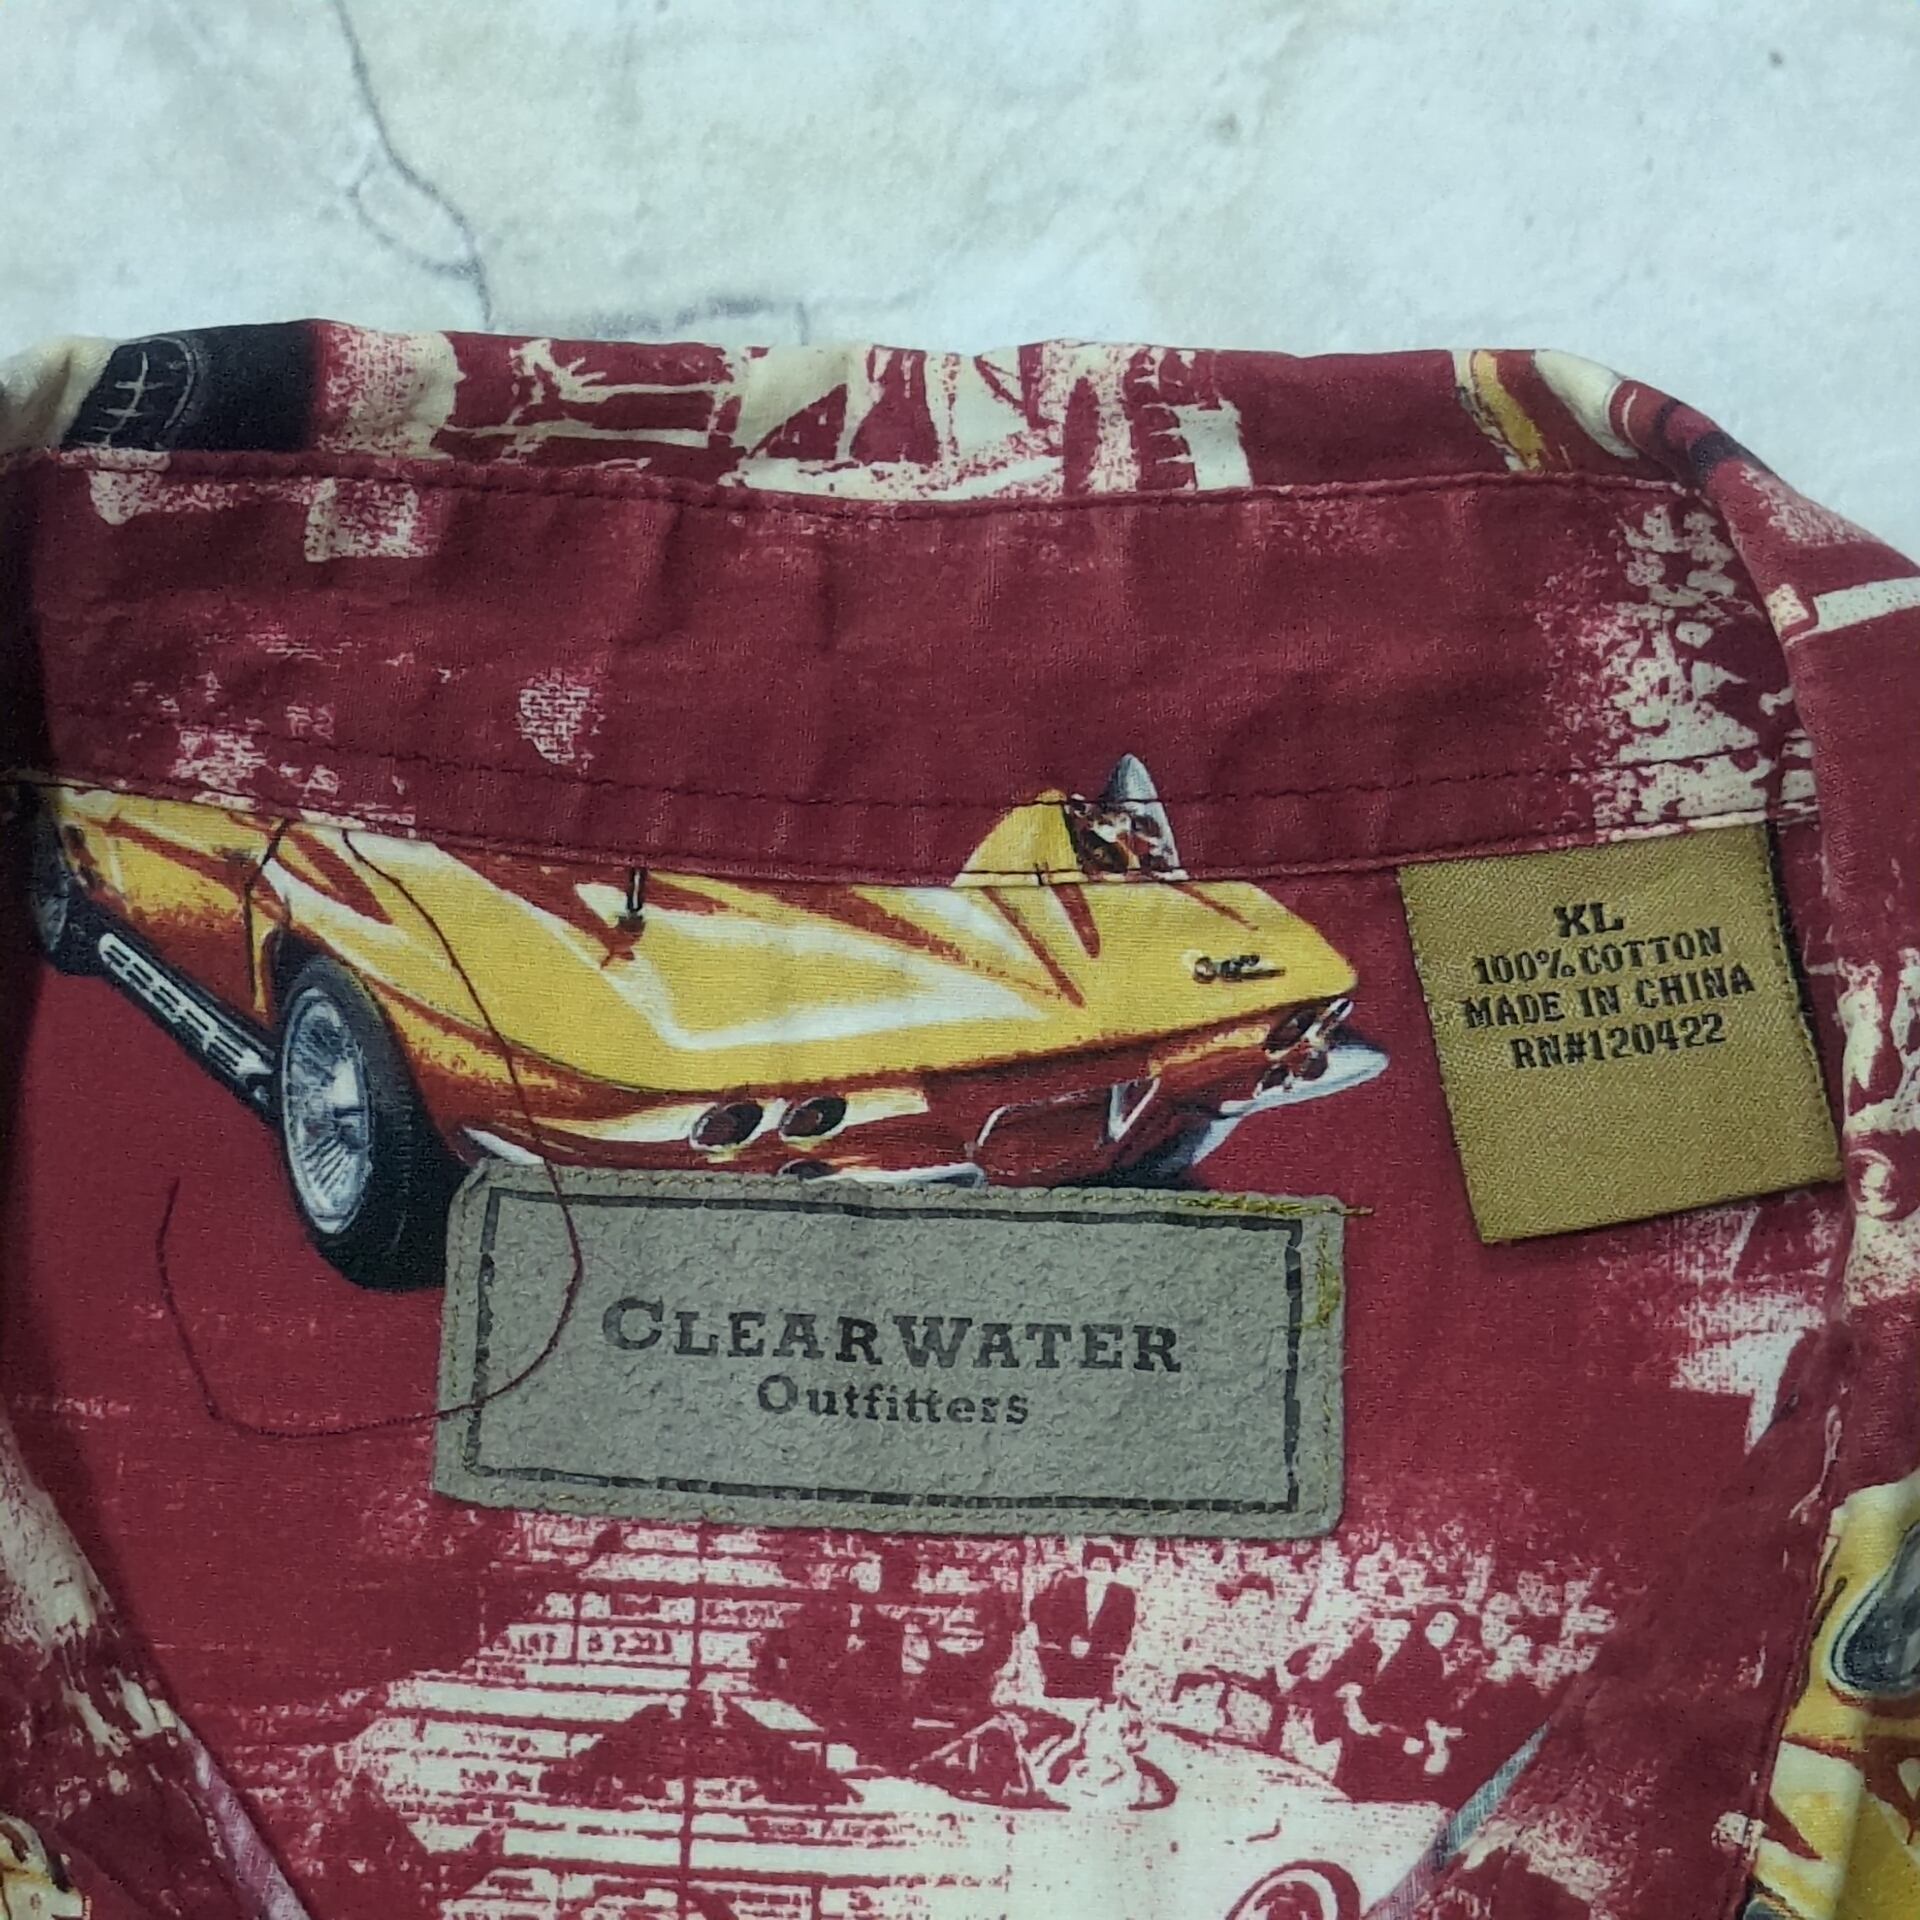 XL
100% COTTON
MADE IN CHINA
RN#120422
CLEARWATER
Outfitters